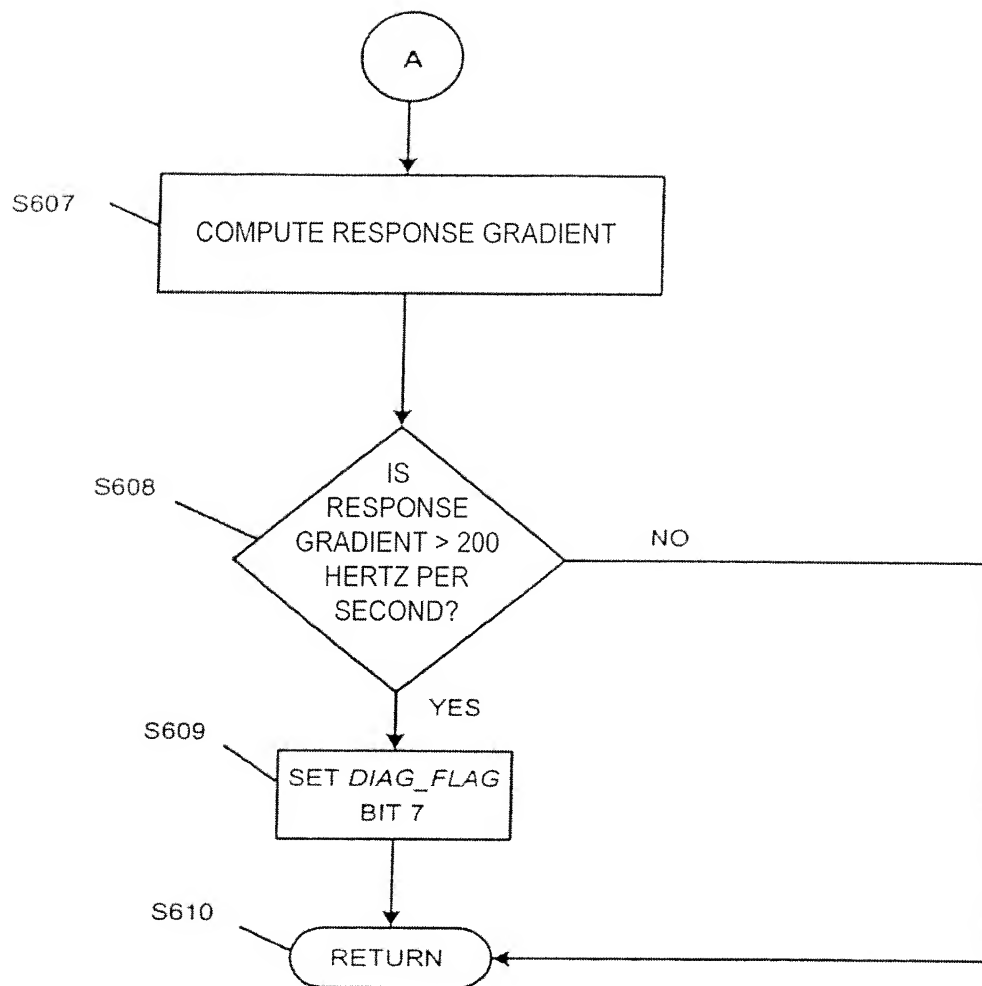 A
S607
COMPUTE RESPONSE GRADIENT
S608
IS
RESPONSE
GRADIENT > 200
HERTZ PER
SECOND?
NO
YES
S609
SET DIAG_FLAG
BIT 7
S610
RETURN